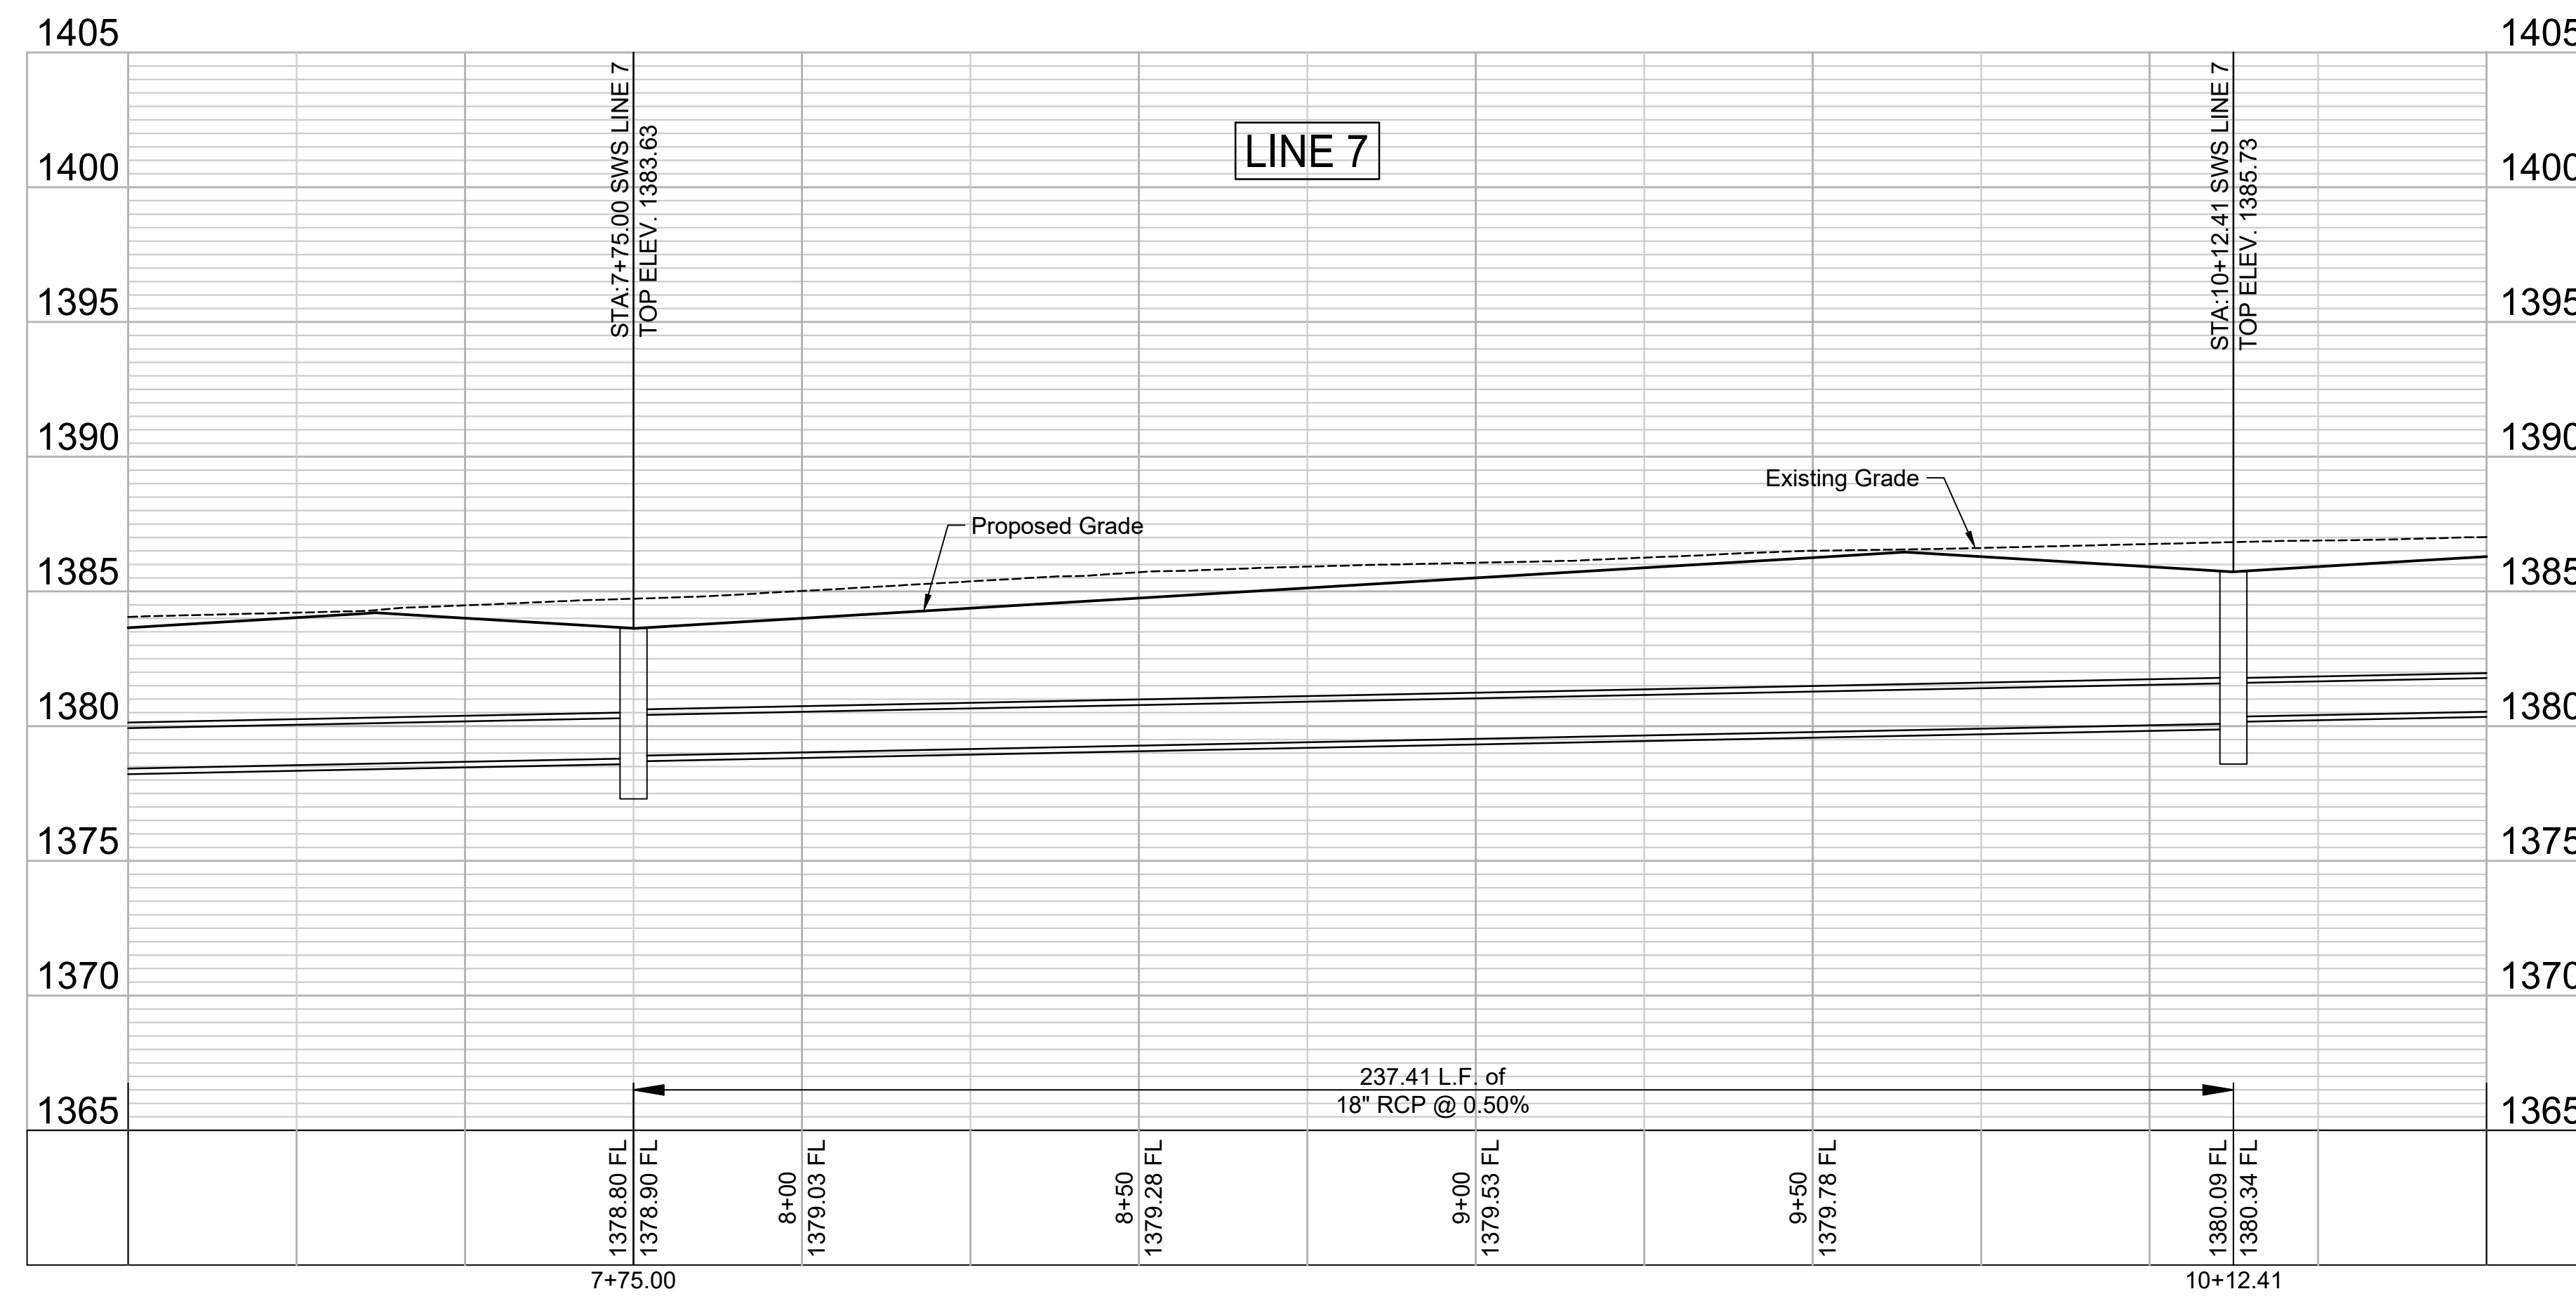 1405
1405
1400
1400
1395
1395
1390
1390
1385
1385
1380
1380
1375
1375
1370
1370
1365
1365
STA:7+75.00 SWS LINE 7
TOP ELEV. 1383.63
LINE 7
STA:10+12.41 SWS LINE 7
TOP ELEV. 1385.73
Existing Grade
Proposed Grade
237.41 L.F. of
18" RCP @ 0.50%
1378.80 FL
1378.90 FL
8+00
1379.03 FL
8+50
1379.28 FL
9+00
1379.53 FL
9+50
1379.78 FL
1380.09 FL
1380.34 FL
7+75.00
10+12.41